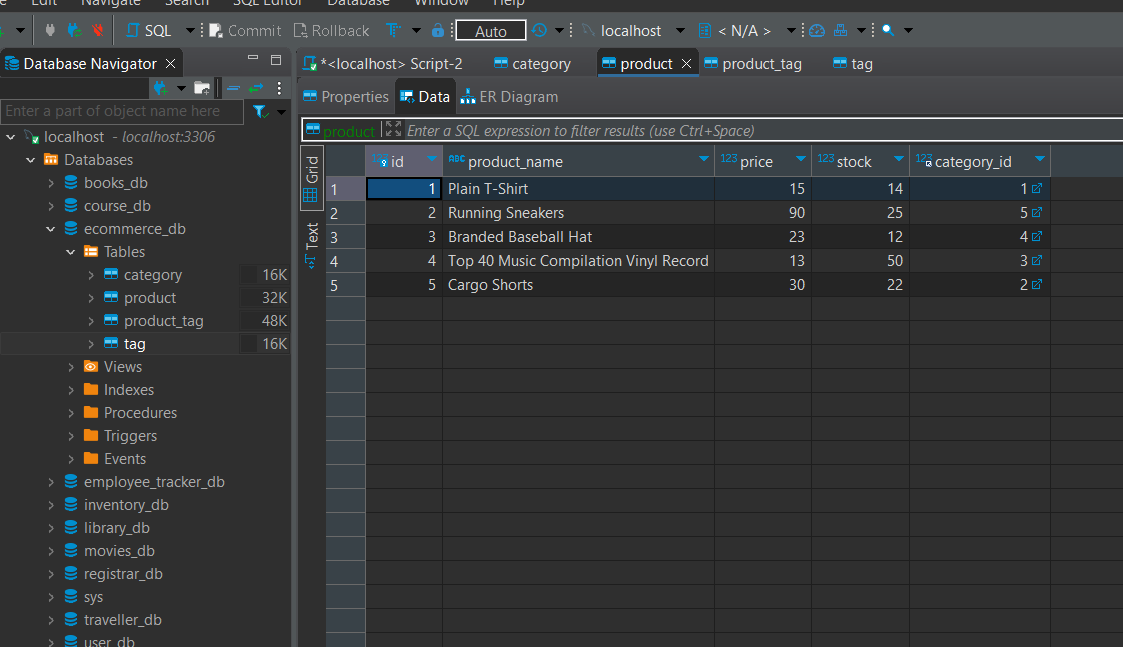 Edit Navigate Search SQL Editor Database Window Help
SQL Commit Rollback Auto localhost < N/A >
Database Navigator
*<localhost> Script-2 category product product_tag tag
Properties Data ER Diagram
Enter a part of object name here
product Enter a SQL expression to filter results (use Ctrl+Space)
localhost - localhost:3306
Databases
books_db
course_db
ecommerce_db
Tables
category 16K
product 32K
product_tag 48K
tag 16K
Views
Indexes
Procedures
Triggers
Events
employee_tracker_db
inventory_db
library_db
movies_db
registrar_db
sys
traveller_db
user_db
Grid
Text
123 id ABC product_name 123 price 123 stock 123 category_id
1 1 Plain T-Shirt 15 14 1
2 2 Running Sneakers 90 25 5
3 3 Branded Baseball Hat 23 12 4
4 4 Top 40 Music Compilation Vinyl Record 13 50 3
5 5 Cargo Shorts 30 22 2